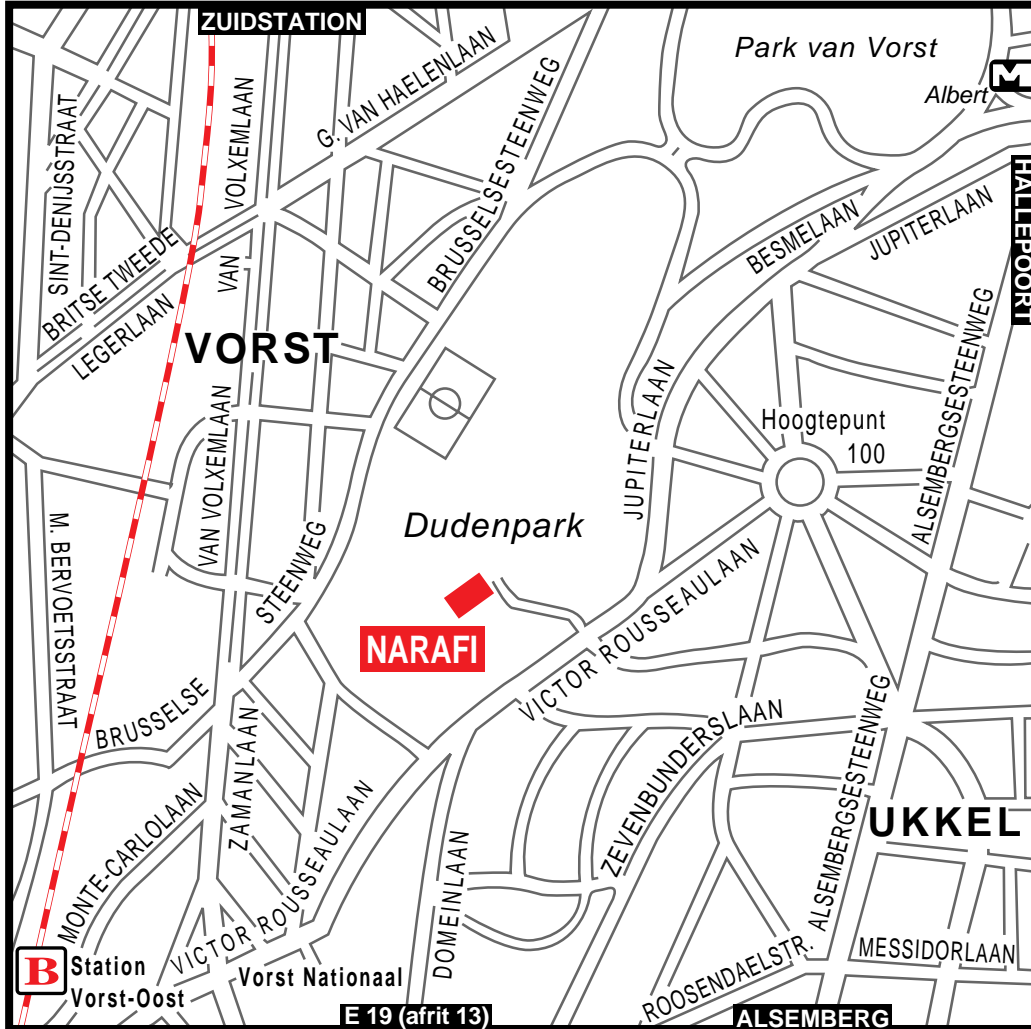 ZUIDSTATION
Park van Vorst
M
Albert
HALLEPOORT
SINT-DENIJSSTRAAT
VAN VOLXEMLAAN
G. VAN HAELENLAAN
BRUSSELSESTEENWEG
BESMELAAN
JUPITERLAAN
BRITSE TWEEDE
LEGERLAAN
VORST
ALSEMBERGSESTEENWEG
JUPITERLAAN
Hoogtepunt
100
VAN VOLXEMLAAN
Dudenpark
M. BERVOETSSTRAAT
STEENWEG
NARAFI
VICTOR ROUSSEAULAAN
BRUSSELSE
ZAMANLAAN
ZEVENBUNDERSLAAN
ALSEMBERGSESTEENWEG
UKKEL
MONTE-CARLOLAAN
VICTOR ROUSSEAULAAN
DOMEINLAAN
ROOSENDAELSTR.
MESSIDORLAAN
B
Station
Vorst-Oost
Vorst Nationaal
E 19 (afrit 13)
ALSEMBERG